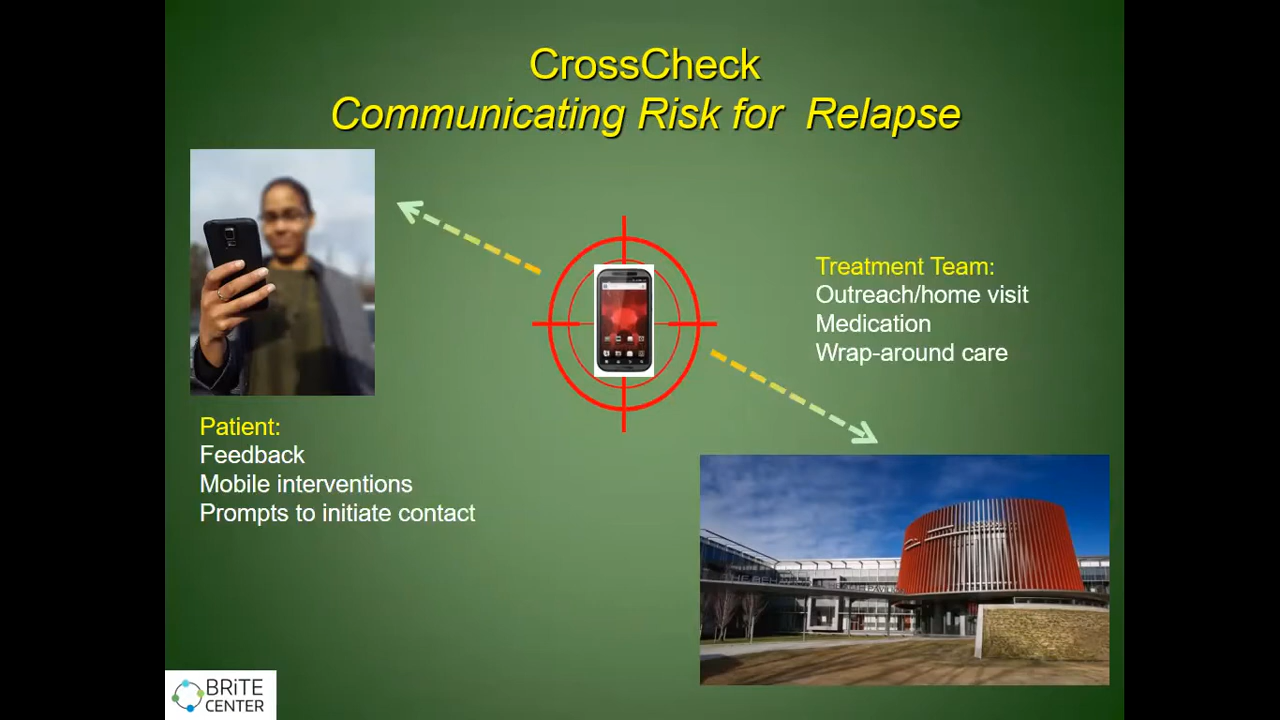 CrossCheck
Communicating Risk for Relapse
Treatment Team:
Outreach/home visit
Medication
Wrap-around care
Patient:
Feedback
Mobile interventions
Prompts to initiate contact
BRiTE
CENTER